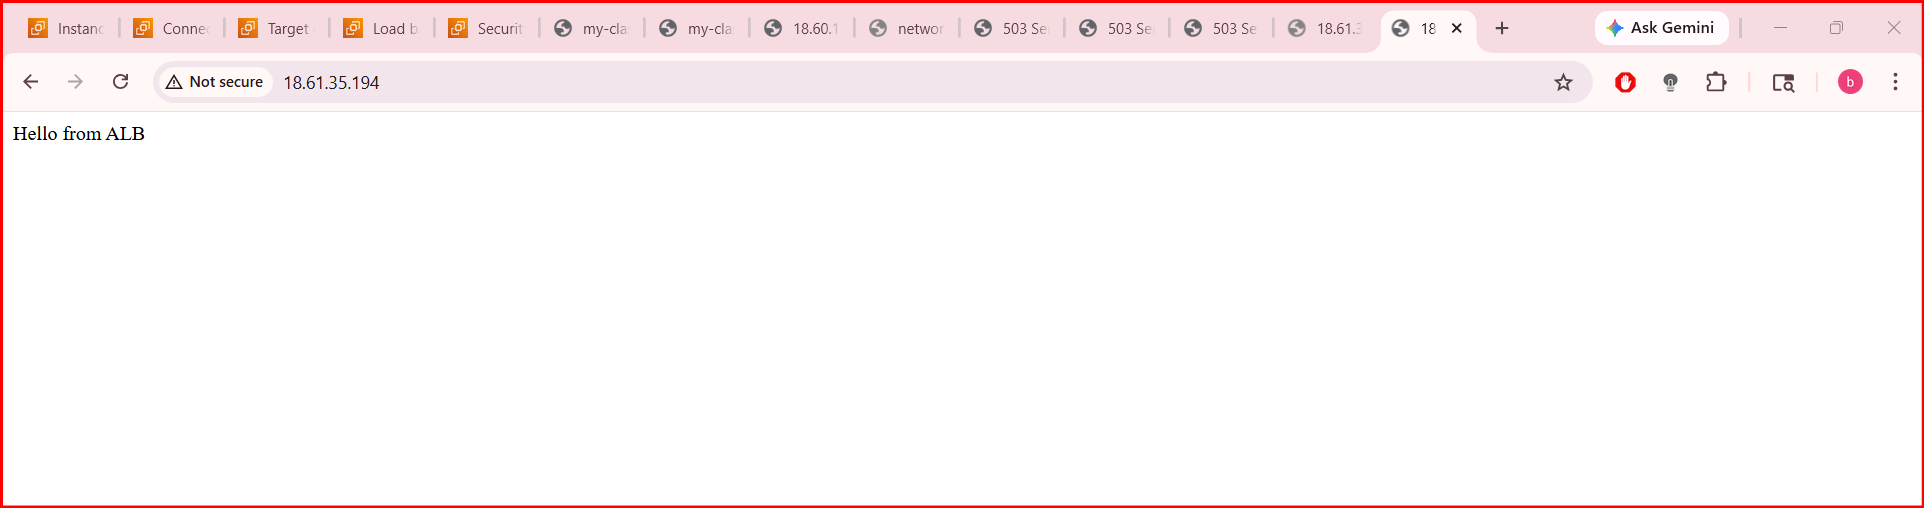 Instanc
Connec
Target
Load b
Securit
my-cla
my-cla
18.60.1
networ
503 Se
503 Se
503 Se
18.61.3
18
Ask Gemini
Not secure
18.61.35.194
b
Hello from ALB